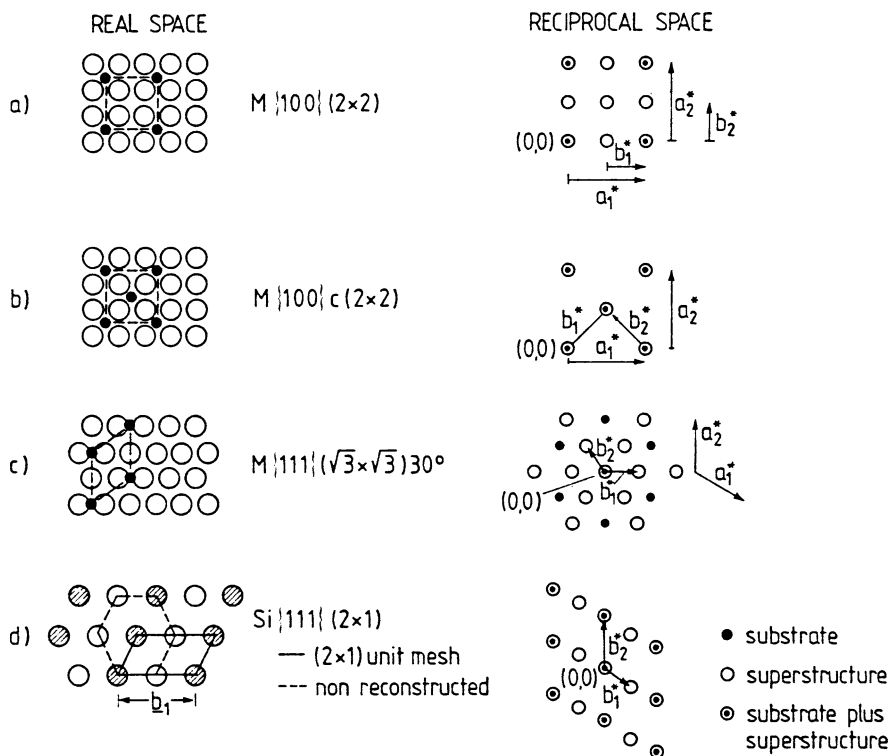 REAL SPACE
RECIPROCAL SPACE
a)
M {100} (2×2)
(0,0)
b₁*
a₁*
a₂*
b₂*
b)
M {100} c (2×2)
(0,0)
b₁*
b₂*
a₁*
a₂*
c)
M {111} (√3×√3) 30°
(0,0)
b₂*
b₁*
a₂*
a₁*
d)
b₁
Si {111} (2×1)
— (2×1) unit mesh
--- non reconstructed
(0,0)
b₂*
b₁*
● substrate
○ superstructure
◉ substrate plus
superstructure